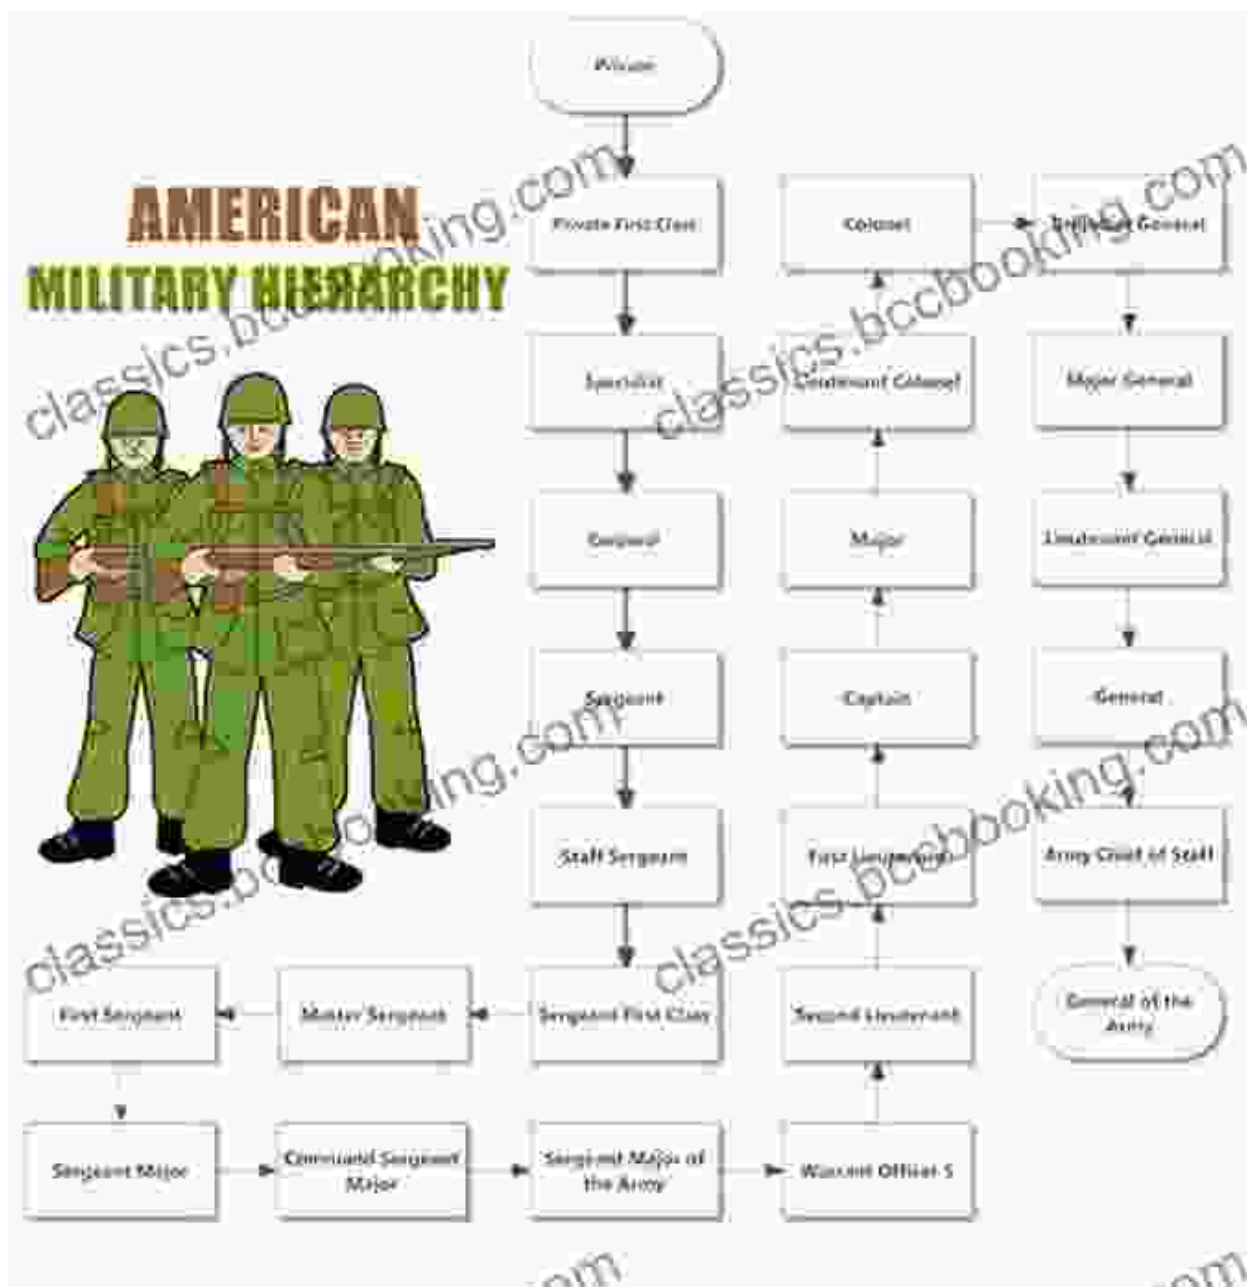 AMERICAN
MILITARY HIERARCHY
Private
Private First Class
Specialist
Corporal
Sergeant
Staff Sergeant
Sergeant First Class
Master Sergeant
First Sergeant
Sergeant Major
Command Sergeant
Major
Sergeant Major of
the Army
Warrant Officer 5
Second Lieutenant
First Lieutenant
Captain
Major
Lieutenant Colonel
Colonel
Brigadier General
Major General
Lieutenant General
General
Army Chief of Staff
General of the
Army
classics.bccbooking.com
classics.bccbooking.com
classics.bccbooking.com
classics.bccbooking.com